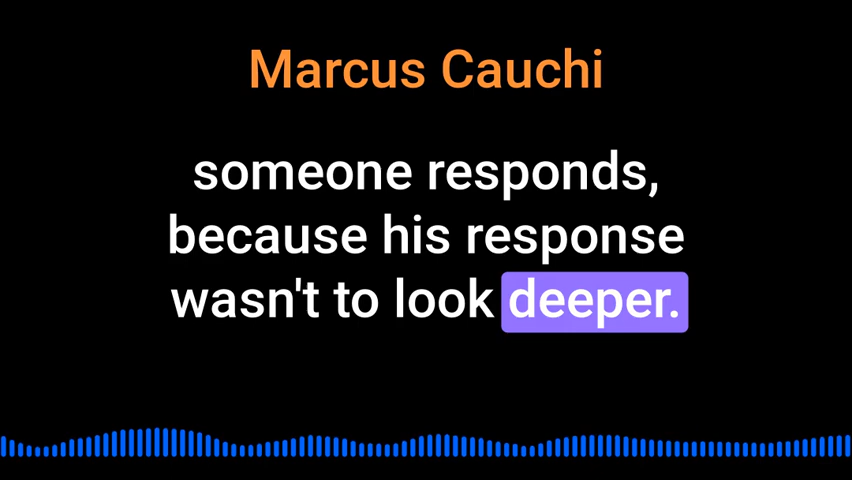 Marcus Cauchi
someone responds,
because his response
wasn't to look deeper.